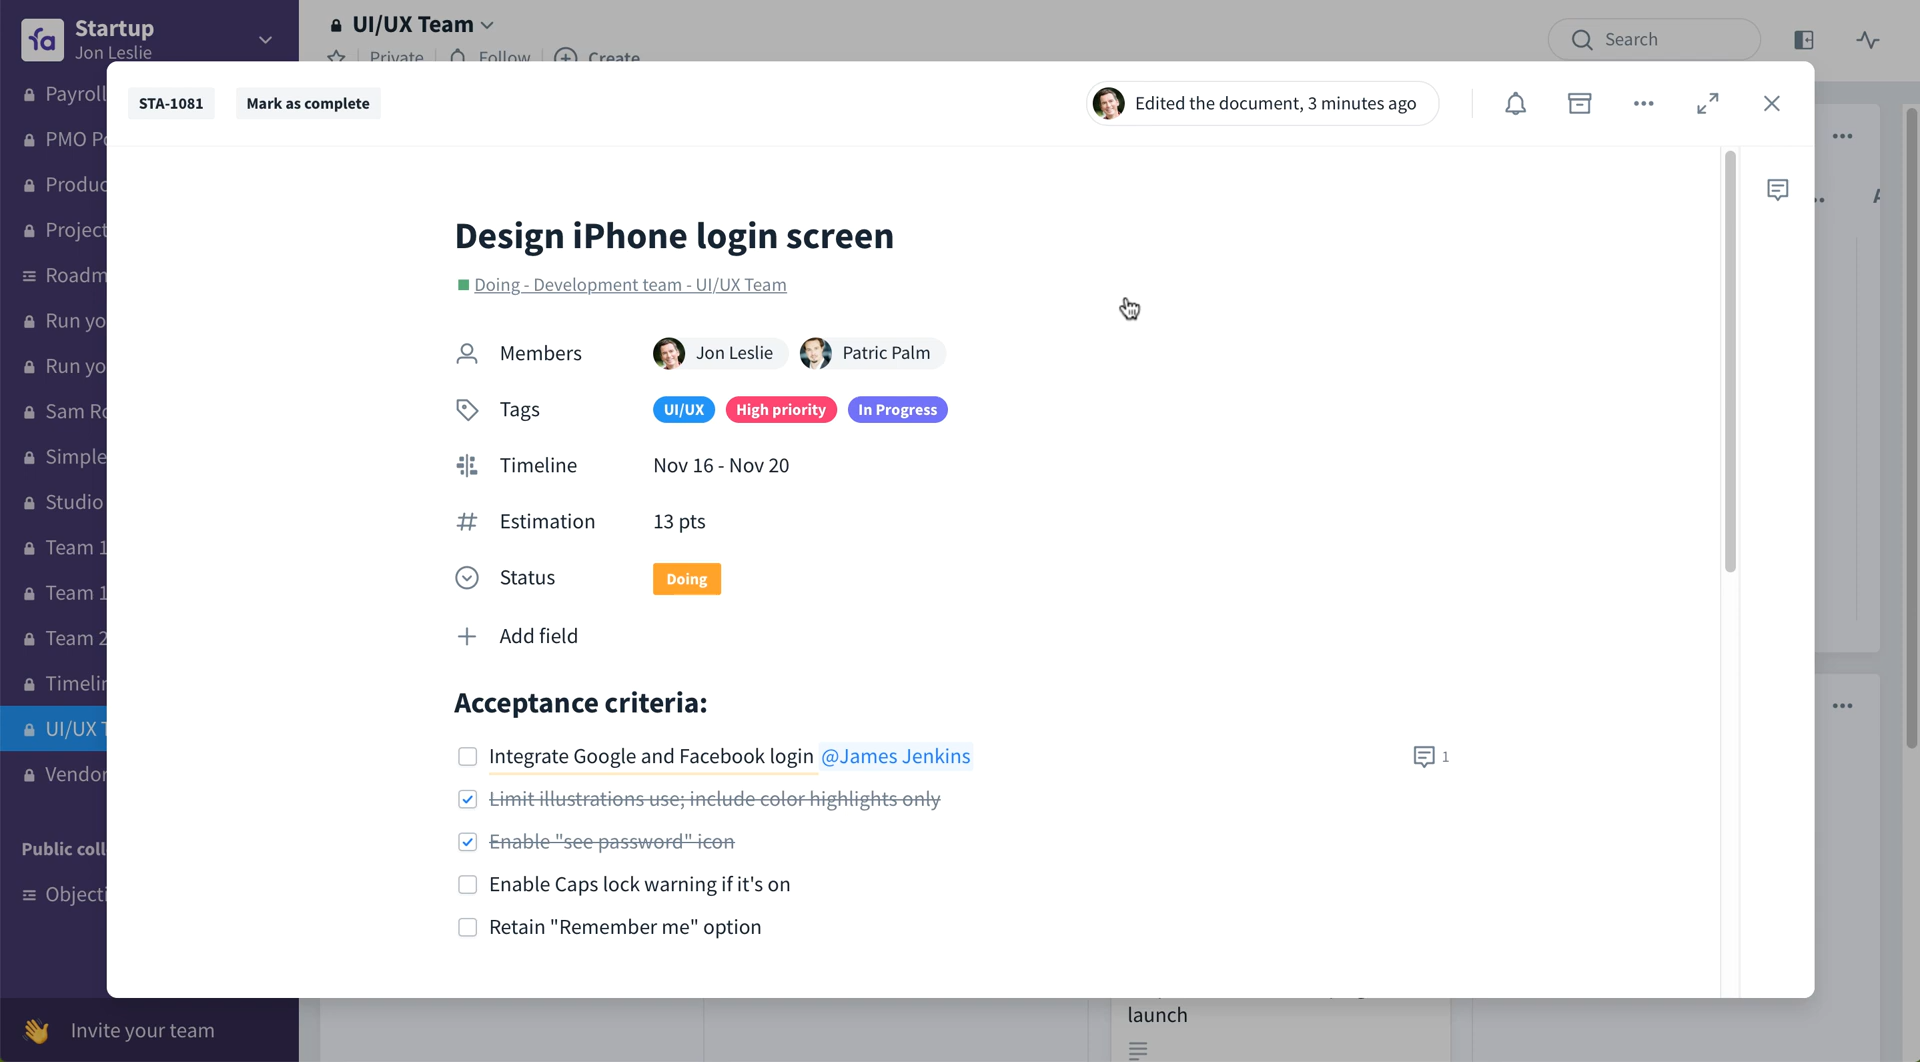 Startup
Jon Leslie
UI/UX Team
Private
Follow
Create
Search
Payroll
PMO
Produc
Project
Roadm
Run yo
Run yo
Sam
Simple
Studio
Team 1
Team 1
Team 2
UI/UX
Vendor
Public coll
Objecti
Invite your team
STA-1081
Mark as complete
Edited the document, 3 minutes ago
Design iPhone login screen
Doing - Development team - UI/UX Team
Members Jon Leslie Patric Palm
Tags UI/UX High priority In Progress
Timeline Nov 16 - Nov 20
# Estimation 13 pts
Status Doing
+ Add field
Acceptance criteria:
Integrate Google and Facebook login @James Jenkins 1
Limit illustrations use; include color highlights only
Enable "see password" icon
Enable Caps lock warning if it's on
Retain "Remember me" option
launch